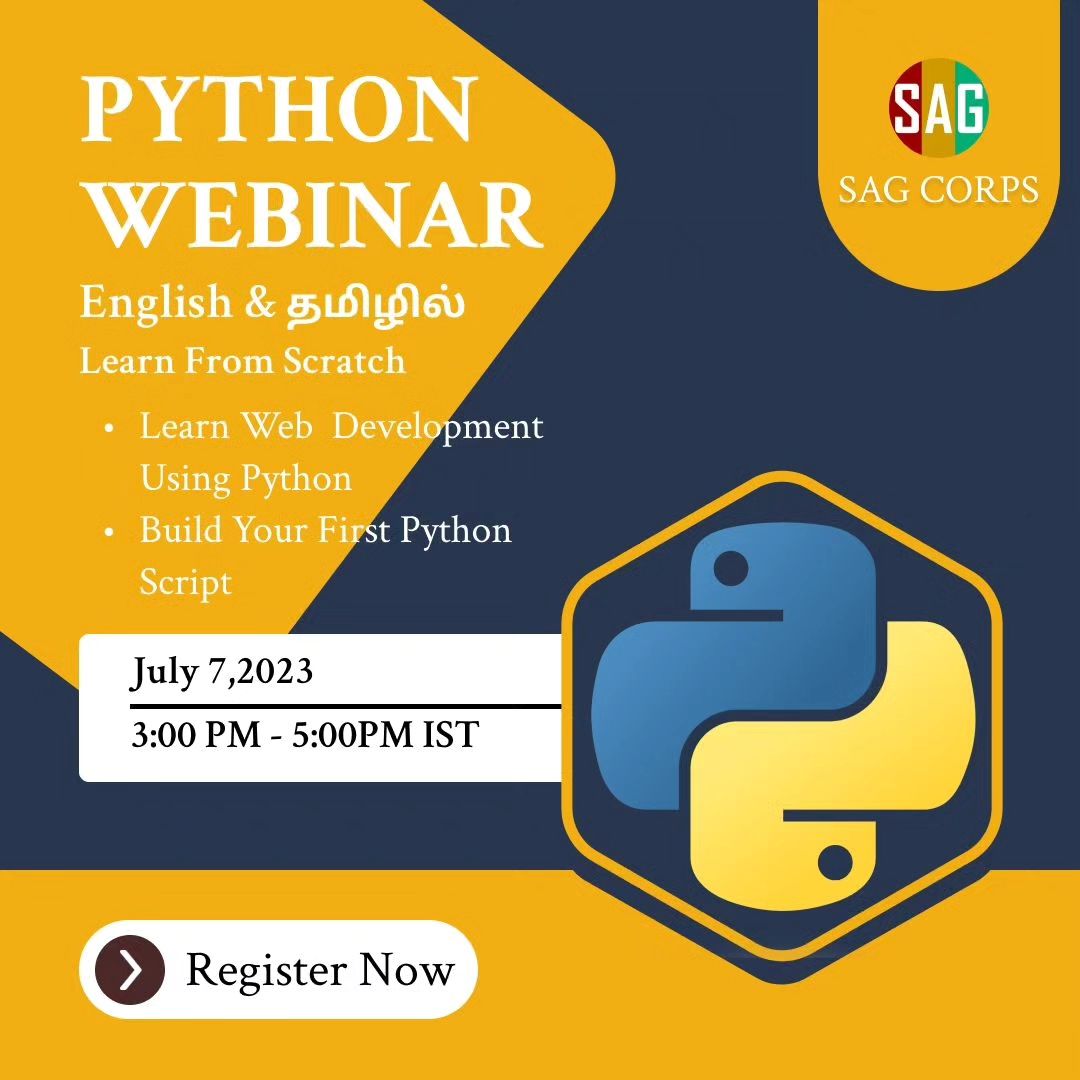 PYTHON
WEBINAR
English & தமிழில்
Learn From Scratch
• Learn Web  Development
Using Python
• Build Your First Python
Script
July 7,2023
3:00 PM - 5:00PM IST
Register Now
SAG
SAG CORPS